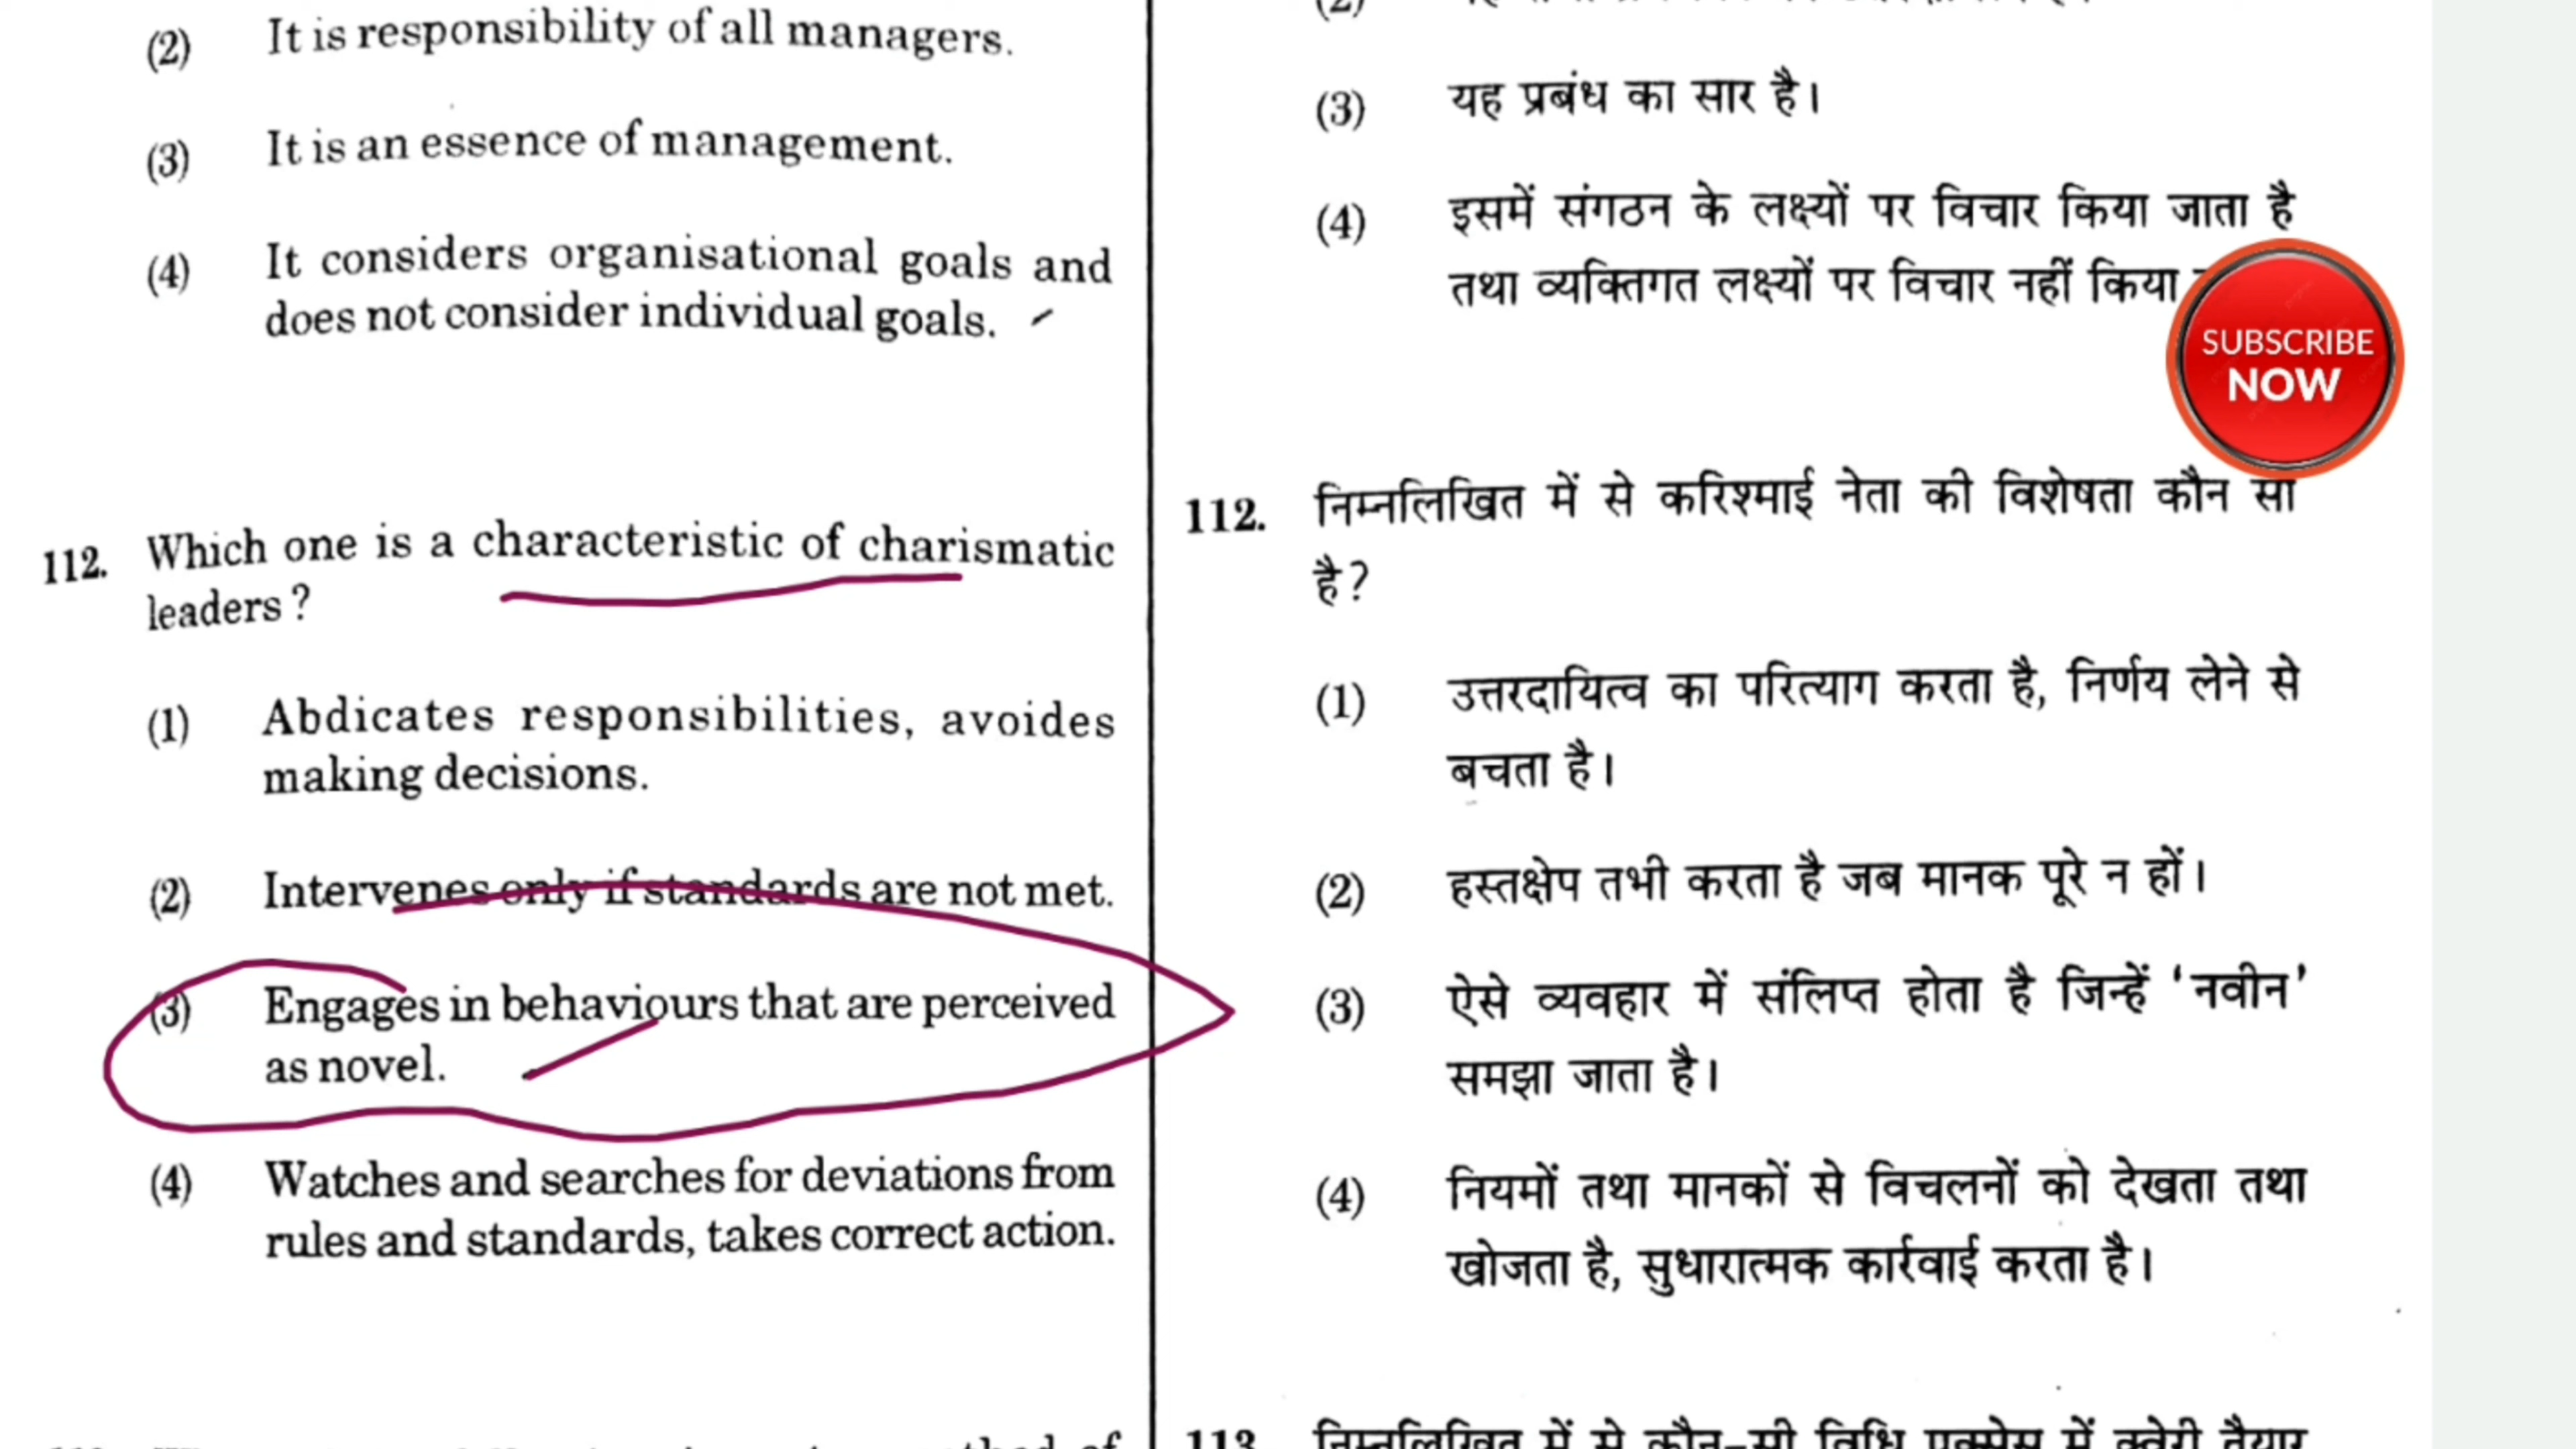 (2) It is responsibility of all managers.
(3) It is an essence of management.
(4) It considers organisational goals and
does not consider individual goals.
112. Which one is a characteristic of charismatic
leaders ?
(1) Abdicates responsibilities, avoides
making decisions.
(2) Intervenes only if standards are not met.
(3) Engages in behaviours that are perceived
as novel.
(4) Watches and searches for deviations from
rules and standards, takes correct action.
(2)
(3) यह प्रबंध का सार है।
(4) इसमें संगठन के लक्ष्यों पर विचार किया जाता है
तथा व्यक्तिगत लक्ष्यों पर विचार नहीं किया
SUBSCRIBE
NOW
112. निम्नलिखित में से करिश्माई नेता की विशेषता कौन सी
है?
(1) उत्तरदायित्व का परित्याग करता है, निर्णय लेने से
बचता है।
(2) हस्तक्षेप तभी करता है जब मानक पूरे न हों।
(3) ऐसे व्यवहार में संलिप्त होता है जिन्हें 'नवीन'
समझा जाता है।
(4) नियमों तथा मानकों से विचलनों को देखता तथा
खोजता है, सुधारात्मक कार्रवाई करता है।
113. निम्नलिखित में से कौन-सी विधि एक्सेस में क्वेरी तैयार